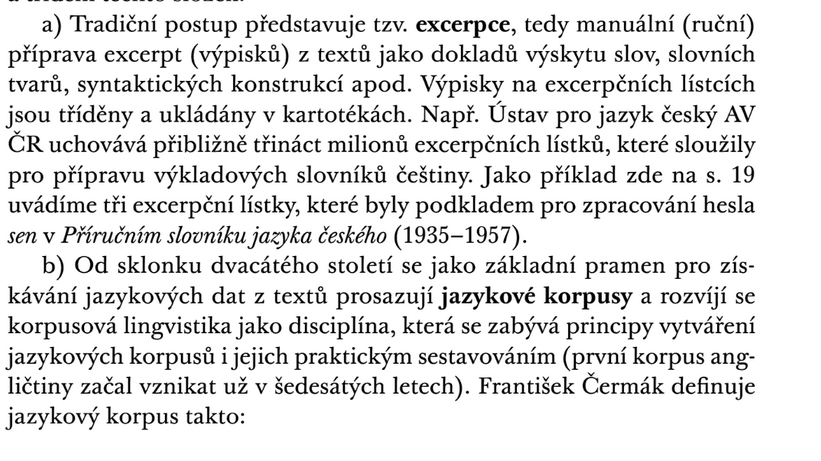 a) Tradiční postup představuje tzv. excerpce, tedy manuální (ruční)
příprava excerpt (výpisků) z textů jako dokladů výskytu slov, slovních
tvarů, syntaktických konstrukcí apod. Výpisky na excerpčních lístcích
jsou tříděny a ukládány v kartotékách. Např. Ústav pro jazyk český AV
ČR uchovává přibližně třináct milionů excerpčních lístků, které sloužily
pro přípravu výkladových slovníků češtiny. Jako příklad zde na s. 19
uvádíme tři excerpční lístky, které byly podkladem pro zpracování hesla
sen v Příručním slovníku jazyka českého (1935–1957).
b) Od sklonku dvacátého století se jako základní pramen pro zís-
kávání jazykových dat z textů prosazují jazykové korpusy a rozvíjí se
korpusová lingvistika jako disciplína, která se zabývá principy vytváření
jazykových korpusů i jejich praktickým sestavováním (první korpus ang-
ličtiny začal vznikat už v šedesátých letech). František Čermák definuje
jazykový korpus takto: